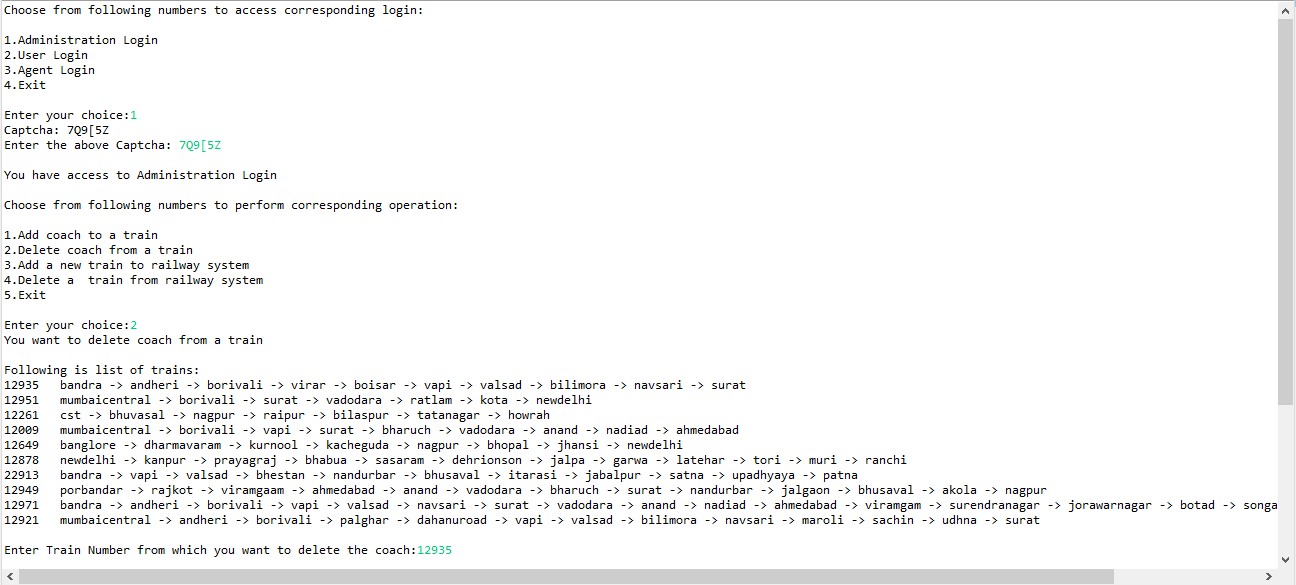 Choose from following numbers to access corresponding login:
1.Administration Login
2.User Login
3.Agent Login
4.Exit
Enter your choice:1
Captcha: 7Q9[5Z
Enter the above Captcha: 7Q9[5Z
You have access to Administration Login
Choose from following numbers to perform corresponding operation:
1.Add coach to a train
2.Delete coach from a train
3.Add a new train to railway system
4.Delete a  train from railway system
5.Exit
Enter your choice:2
You want to delete coach from a train
Following is list of trains:
12935   bandra -> andheri -> borivali -> virar -> boisar -> vapi -> valsad -> bilimora -> navsari -> surat
12951   mumbaicentral -> borivali -> surat -> vadodara -> ratlam -> kota -> newdelhi
12261   cst -> bhuvasal -> nagpur -> raipur -> bilaspur -> tatanagar -> howrah
12009   mumbaicentral -> borivali -> vapi -> surat -> bharuch -> vadodara -> anand -> nadiad -> ahmedabad
12649   banglore -> dharmavaram -> kurnool -> kacheguda -> nagpur -> bhopal -> jhansi -> newdelhi
12878   newdelhi -> kanpur -> prayagraj -> bhabua -> sasaram -> dehrionson -> jalpa -> garwa -> latehar -> tori -> muri -> ranchi
22913   bandra -> vapi -> valsad -> bhestan -> nandurbar -> bhusaval -> itarasi -> jabalpur -> satna -> upadhyaya -> patna
12949   porbandar -> rajkot -> viramgaam -> ahmedabad -> anand -> vadodara -> bharuch -> surat -> nandurbar -> jalgaon -> bhusaval -> akola -> nagpur
12971   bandra -> andheri -> borivali -> vapi -> valsad -> navsari -> surat -> vadodara -> anand -> nadiad -> ahmedabad -> viramgam -> surendranagar -> jorawarnagar -> botad -> songa
12921   mumbaicentral -> andheri -> borivali -> palghar -> dahanuroad -> vapi -> valsad -> bilimora -> navsari -> maroli -> sachin -> udhna -> surat
Enter Train Number from which you want to delete the coach:12935